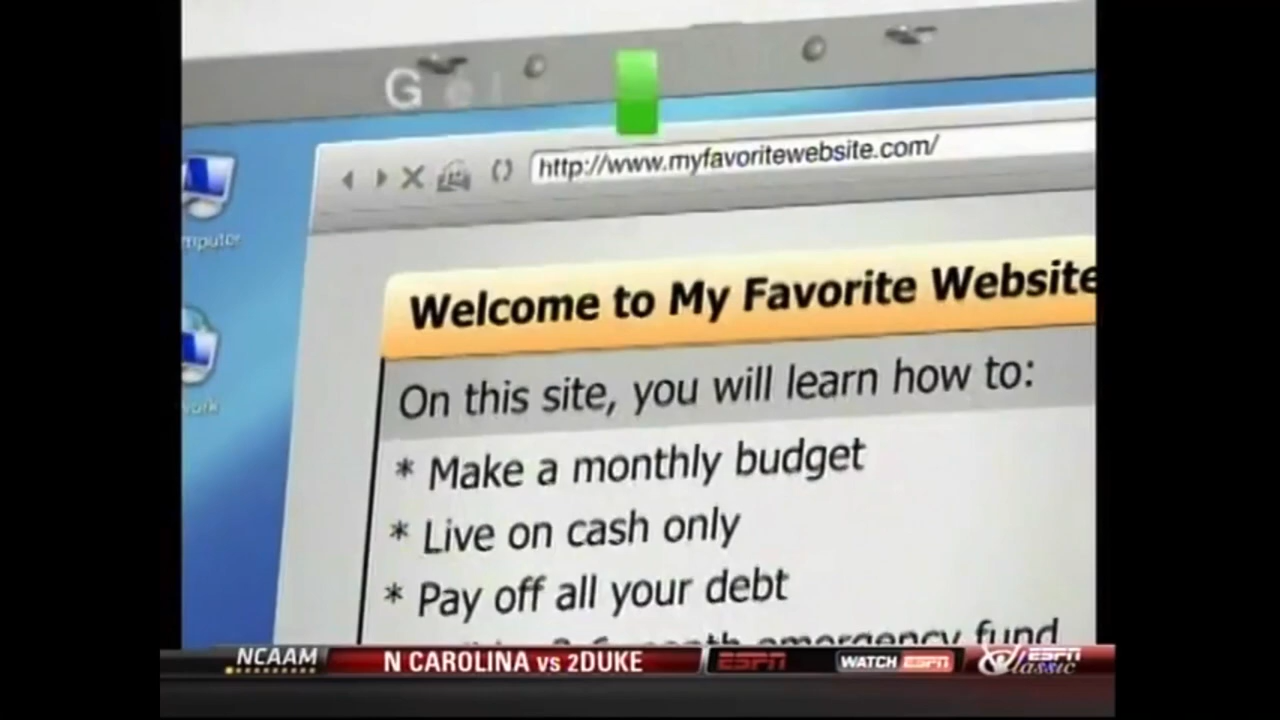 G
http://www.myfavoritewebsite.com/
Welcome to My Favorite Website
On this site, you will learn how to:
* Make a monthly budget
* Live on cash only
* Pay off all your debt
emergency fund
NCAAM N CAROLINA vs 2DUKE ESPN WATCH ESPN ESPN Classic